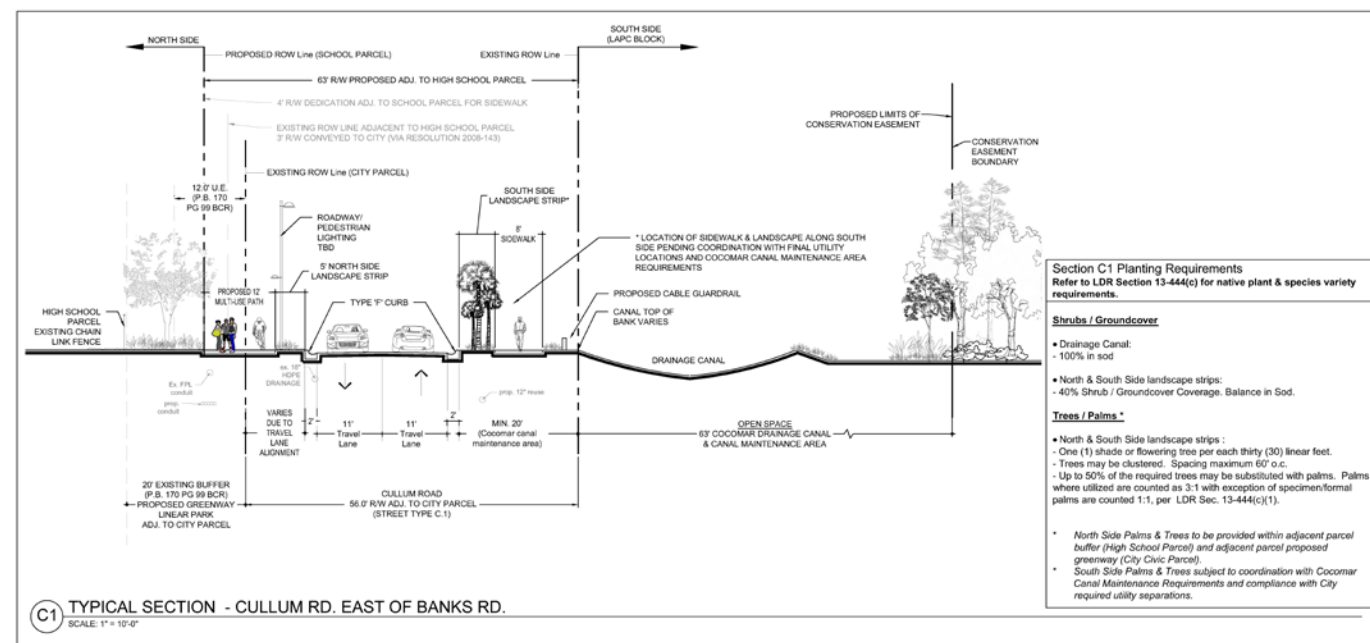 NORTH SIDE
SOUTH SIDE
(LAPC BLOCK)
PROPOSED ROW Line (SCHOOL PARCEL)
EXISTING ROW Line
63' R/W PROPOSED ADJ. TO HIGH SCHOOL PARCEL
4' R/W DEDICATION ADJ. TO SCHOOL PARCEL FOR SIDEWALK
EXISTING ROW LINE ADJACENT TO HIGH SCHOOL PARCEL
3' R/W CONVEYED TO CITY (VIA RESOLUTION 2008-143)
EXISTING ROW Line (CITY PARCEL)
PROPOSED LIMITS OF
CONSERVATION EASEMENT
CONSERVATION
EASEMENT
BOUNDARY
12.0' U.E.
(P.B. 170
PG 99 BCR)
ROADWAY/
PEDESTRIAN
LIGHTING
TBD
SOUTH SIDE
LANDSCAPE STRIP*
8'
SIDEWALK
* LOCATION OF SIDEWALK & LANDSCAPE ALONG SOUTH
SIDE PENDING COORDINATION WITH FINAL UTILITY
LOCATIONS AND COCOMAR CANAL MAINTENANCE AREA
REQUIREMENTS
5' NORTH SIDE
LANDSCAPE STRIP
PROPOSED 12'
MULTI-USE PATH
TYPE 'F' CURB
PROPOSED CABLE GUARDRAIL
CANAL TOP OF
BANK VARIES
HIGH SCHOOL
PARCEL
EXISTING CHAIN
LINK FENCE
DRAINAGE CANAL
Ex. FPL
conduit
prop.
conduit
ex. 18"
HDPE
DRAINAGE
prop. 12" reuse
VARIES
DUE TO
TRAVEL
LANE
ALIGNMENT
2'
11'
Travel
Lane
11'
Travel
Lane
2'
MIN. 20'
(Cocomar canal
maintenance area)
OPEN SPACE
63' COCOMAR DRAINAGE CANAL
& CANAL MAINTENANCE AREA
20' EXISTING BUFFER
(P.B. 170 PG 99 BCR)
PROPOSED GREENWAY
LINEAR PARK
ADJ. TO CITY PARCEL
CULLUM ROAD
56.0' R/W ADJ. TO CITY PARCEL
(STREET TYPE C.1)
Section C1 Planting Requirements
Refer to LDR Section 13-444(c) for native plant & species variety
requirements.
Shrubs / Groundcover
• Drainage Canal:
- 100% in sod
• North & South Side landscape strips:
- 40% Shrub / Groundcover Coverage. Balance in Sod.
Trees / Palms *
• North & South Side landscape strips :
- One (1) shade or flowering tree per each thirty (30) linear feet.
- Trees may be clustered. Spacing maximum 60' o.c.
- Up to 50% of the required trees may be substituted with palms. Palms
where utilized are counted as 3:1 with exception of specimen/formal
palms are counted 1:1, per LDR Sec. 13-444(c)(1).
* North Side Palms & Trees to be provided within adjacent parcel
buffer (High School Parcel) and adjacent parcel proposed
greenway (City Civic Parcel).
* South Side Palms & Trees subject to coordination with Cocomar
Canal Maintenance Requirements and compliance with City
required utility separations.
C1 TYPICAL SECTION - CULLUM RD. EAST OF BANKS RD.
SCALE: 1" = 10'-0"